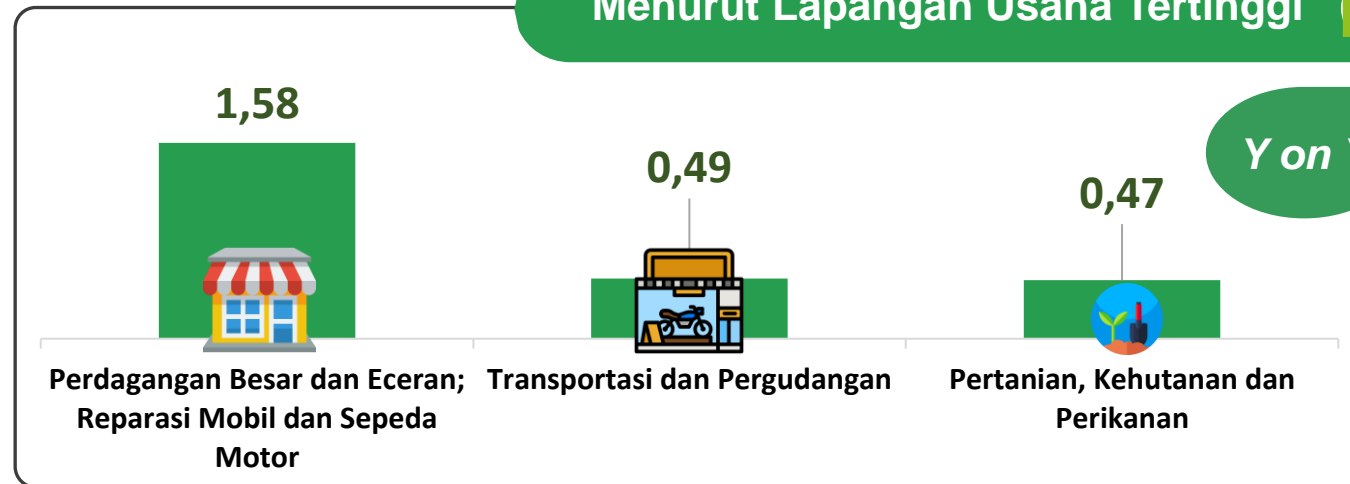 Menurut Lapangan Usaha Tertinggi
1,58
0,49
0,47
Y on
Perdagangan Besar dan Eceran;
Reparasi Mobil dan Sepeda
Motor
Transportasi dan Pergudangan
Pertanian, Kehutanan dan
Perikanan